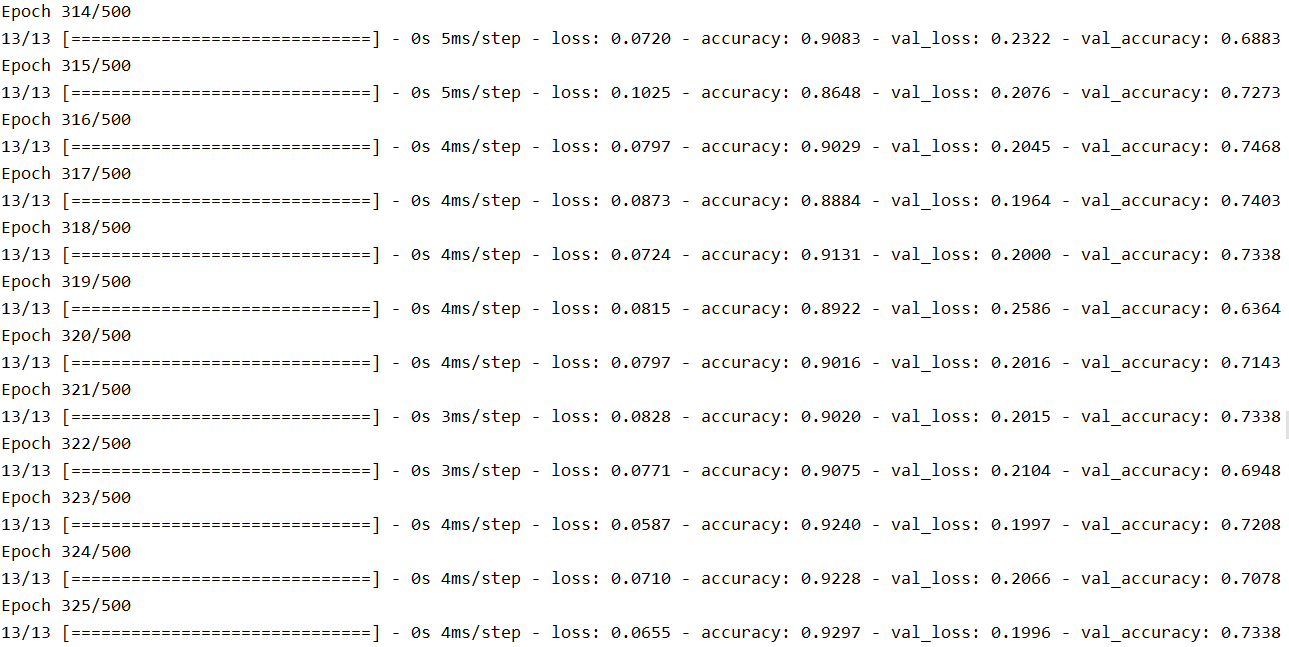 Epoch 314/500
13/13 [==============================] - 0s 5ms/step - loss: 0.0720 - accuracy: 0.9083 - val_loss: 0.2322 - val_accuracy: 0.6883
Epoch 315/500
13/13 [==============================] - 0s 5ms/step - loss: 0.1025 - accuracy: 0.8648 - val_loss: 0.2076 - val_accuracy: 0.7273
Epoch 316/500
13/13 [==============================] - 0s 4ms/step - loss: 0.0797 - accuracy: 0.9029 - val_loss: 0.2045 - val_accuracy: 0.7468
Epoch 317/500
13/13 [==============================] - 0s 4ms/step - loss: 0.0873 - accuracy: 0.8884 - val_loss: 0.1964 - val_accuracy: 0.7403
Epoch 318/500
13/13 [==============================] - 0s 4ms/step - loss: 0.0724 - accuracy: 0.9131 - val_loss: 0.2000 - val_accuracy: 0.7338
Epoch 319/500
13/13 [==============================] - 0s 4ms/step - loss: 0.0815 - accuracy: 0.8922 - val_loss: 0.2586 - val_accuracy: 0.6364
Epoch 320/500
13/13 [==============================] - 0s 4ms/step - loss: 0.0797 - accuracy: 0.9016 - val_loss: 0.2016 - val_accuracy: 0.7143
Epoch 321/500
13/13 [==============================] - 0s 3ms/step - loss: 0.0828 - accuracy: 0.9020 - val_loss: 0.2015 - val_accuracy: 0.7338
Epoch 322/500
13/13 [==============================] - 0s 3ms/step - loss: 0.0771 - accuracy: 0.9075 - val_loss: 0.2104 - val_accuracy: 0.6948
Epoch 323/500
13/13 [==============================] - 0s 4ms/step - loss: 0.0587 - accuracy: 0.9240 - val_loss: 0.1997 - val_accuracy: 0.7208
Epoch 324/500
13/13 [==============================] - 0s 4ms/step - loss: 0.0710 - accuracy: 0.9228 - val_loss: 0.2066 - val_accuracy: 0.7078
Epoch 325/500
13/13 [==============================] - 0s 4ms/step - loss: 0.0655 - accuracy: 0.9297 - val_loss: 0.1996 - val_accuracy: 0.7338